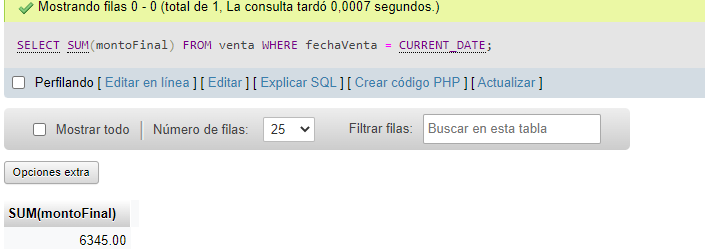 Mostrando filas 0 - 0 (total de 1, La consulta tardó 0,0007 segundos.)
SELECT SUM(montoFinal) FROM venta WHERE fechaVenta = CURRENT_DATE;
Perfilando [ Editar en línea ] [ Editar ] [ Explicar SQL ] [ Crear código PHP ] [ Actualizar ]
Mostrar todo Número de filas: 25 Filtrar filas: Buscar en esta tabla
Opciones extra
SUM(montoFinal)
6345.00